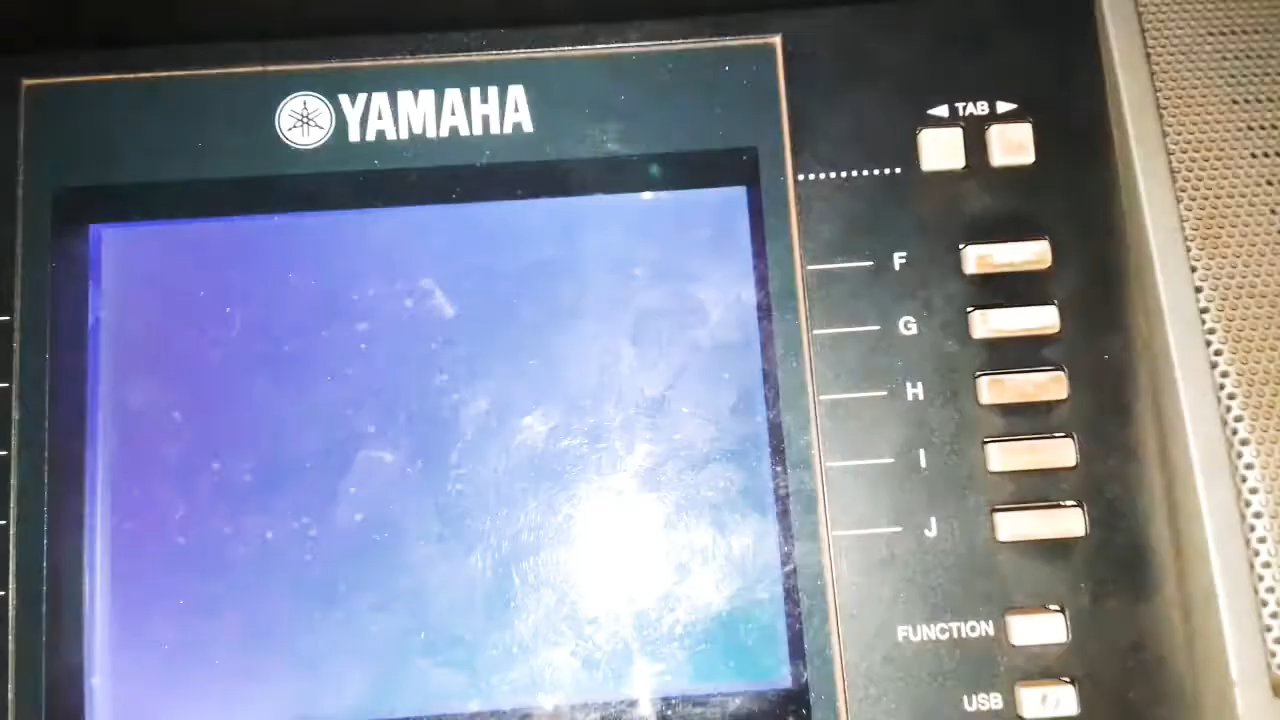 YAMAHA
◄ TAB ►
F
G
H
I
J
FUNCTION
USB